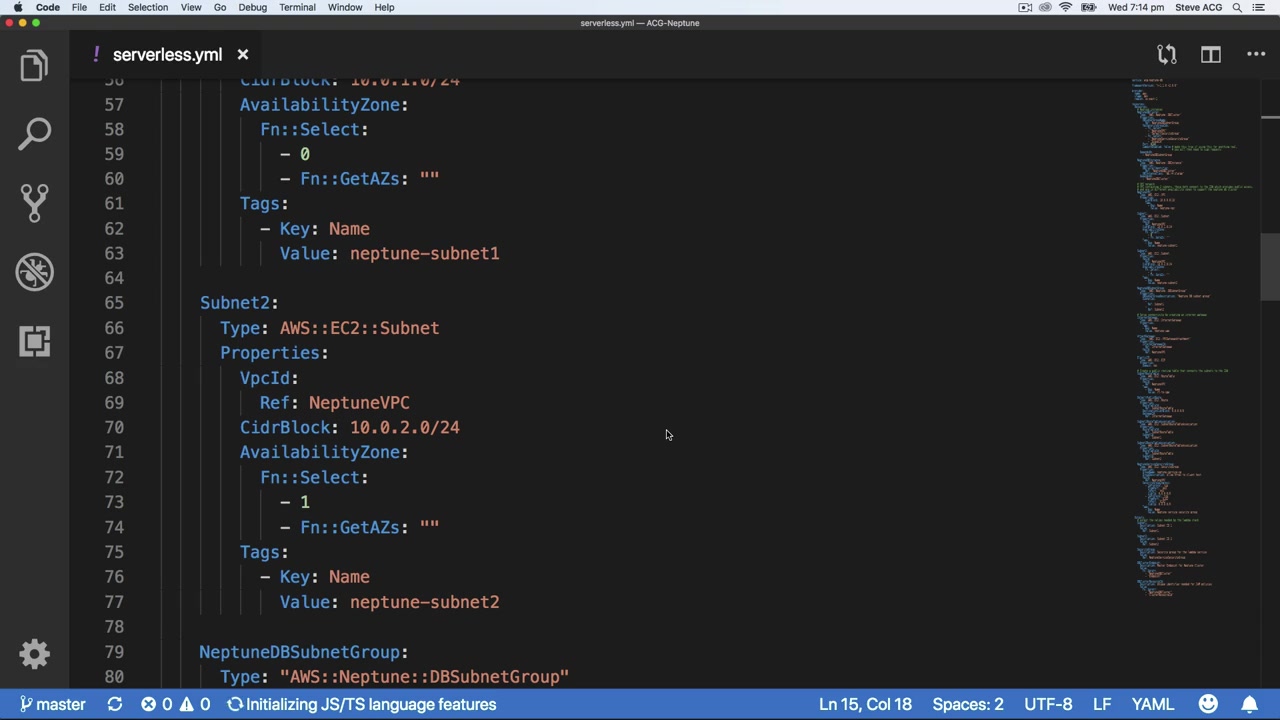 Code File Edit Selection View Go Debug Terminal Window Help Wed 7:14 pm Steve ACG
serverless.yml — ACG-Neptune
! serverless.yml ×
56 CidrBlock: 10.0.1.0/24
57 AvailabilityZone:
58 Fn::Select:
59 - 0
60 - Fn::GetAZs: ""
61 Tags:
62 - Key: Name
63 Value: neptune-subnet1
64
65 Subnet2:
66 Type: AWS::EC2::Subnet
67 Properties:
68 VpcId:
69 Ref: NeptuneVPC
70 CidrBlock: 10.0.2.0/24
71 AvailabilityZone:
72 Fn::Select:
73 - 1
74 - Fn::GetAZs: ""
75 Tags:
76 - Key: Name
77 Value: neptune-subnet2
78
79 NeptuneDBSubnetGroup:
80 Type: "AWS::Neptune::DBSubnetGroup"
master 0 0 Initializing JS/TS language features Ln 15, Col 18 Spaces: 2 UTF-8 LF YAML